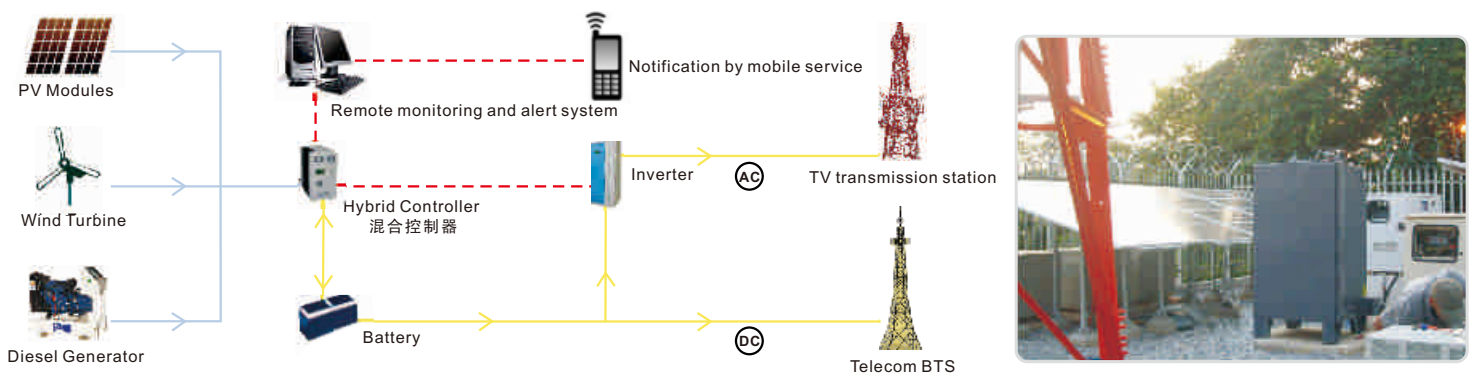 PV Modules
Wind Turbine
Diesel Generator
Remote monitoring and alert system
Notification by mobile service
Hybrid Controller
混合控制器
Battery
Inverter
AC
TV transmission station
DC
Telecom BTS